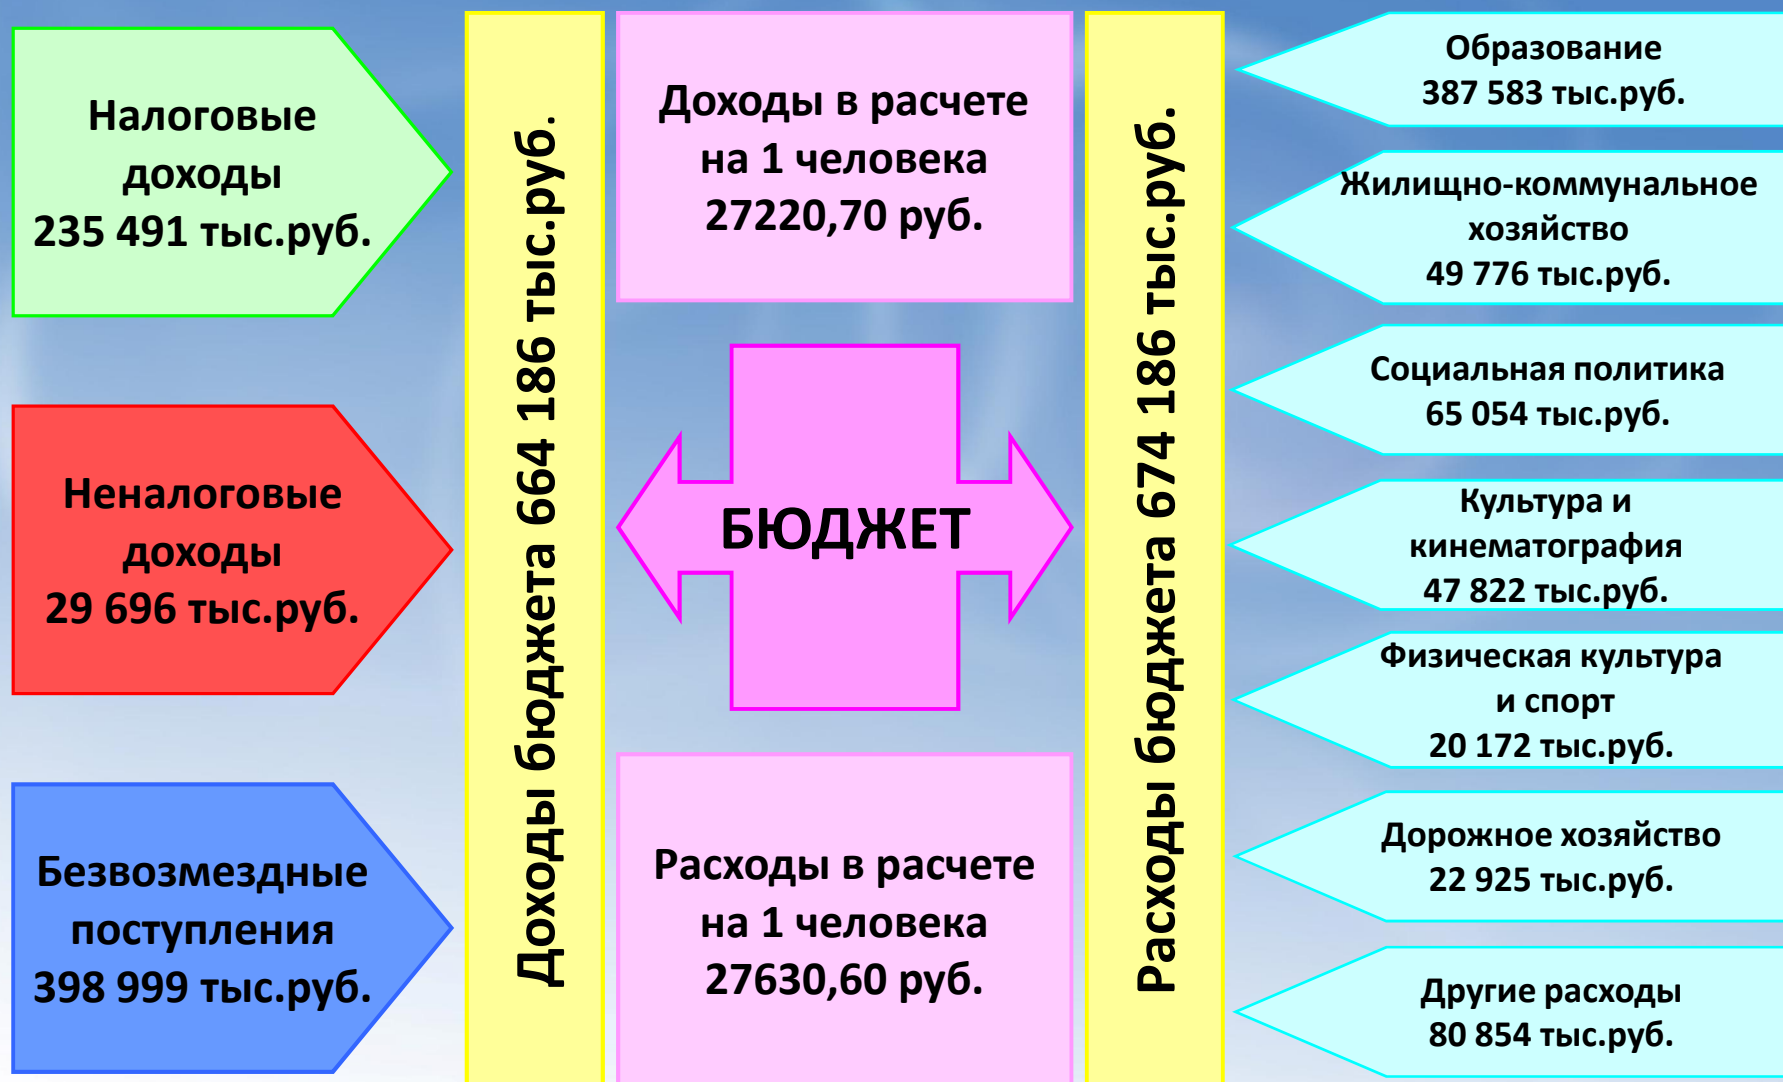 Налоговые
доходы
235 491 тыс.руб.
Неналоговые
доходы
29 696 тыс.руб.
Безвозмездные
поступления
398 999 тыс.руб.
Доходы бюджета 664 186 тыс.руб.
Доходы в расчете
на 1 человека
27220,70 руб.
БЮДЖЕТ
Расходы в расчете
на 1 человека
27630,60 руб.
Расходы бюджета 674 186 тыс.руб.
Образование
387 583 тыс.руб.
Жилищно-коммунальное
хозяйство
49 776 тыс.руб.
Социальная политика
65 054 тыс.руб.
Культура и
кинематография
47 822 тыс.руб.
Физическая культура
и спорт
20 172 тыс.руб.
Дорожное хозяйство
22 925 тыс.руб.
Другие расходы
80 854 тыс.руб.